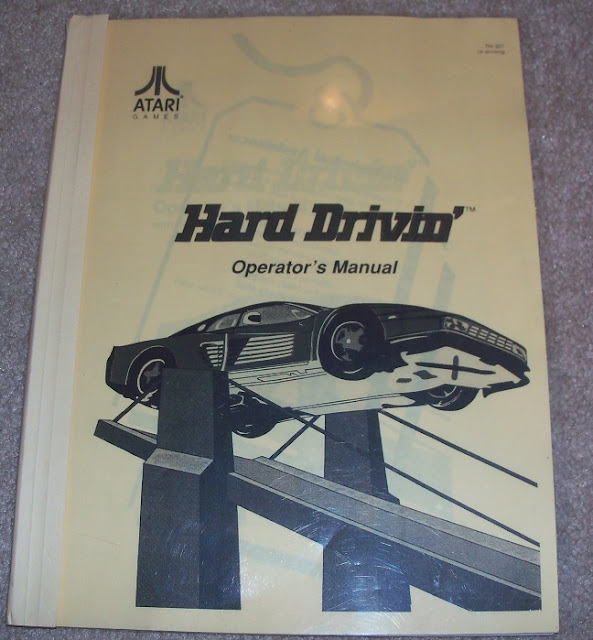 ATARI®
GAMES
Hard Drivin'™
Operator's Manual